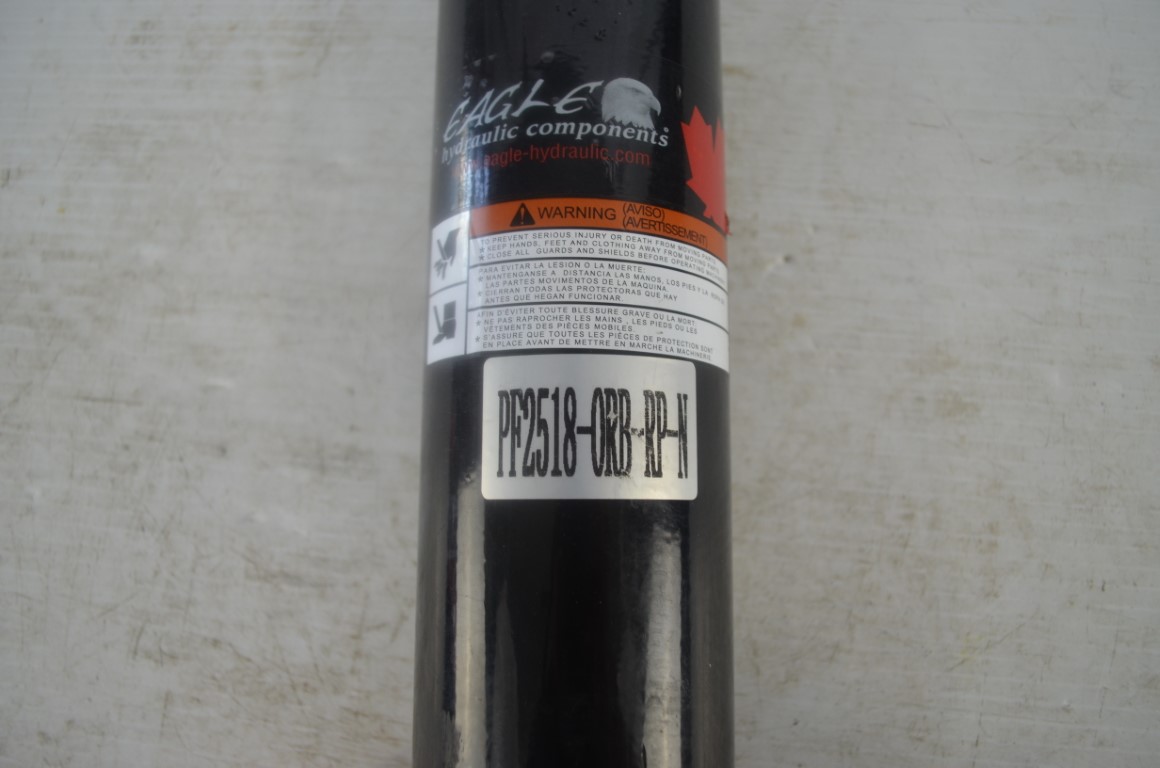 EAGLE
hydraulic components
eagle-hydraulic.com
WARNING (AVISO)
(AVERTISSEMENT)
TO PREVENT SERIOUS INJURY OR DEATH FROM MOVING PARTS
★ KEEP HANDS, FEET AND CLOTHING AWAY FROM MOVING PARTS
★ CLOSE ALL GUARDS AND SHIELDS BEFORE OPERATING
PARA EVITAR LA LESION O LA MUERTE:
★ MANTENGANSE A DISTANCIA LAS MANOS, LOS PIES Y LA
LAS PARTES MOVIMENTOS DE LA MAQUINA.
★ CIERRAN TODAS LAS PROTECTORAS QUE HAY
ANTES QUE HEGAN FUNCIONAR
AFIN D'ÉVITER TOUTE BLESSURE GRAVE OU LA MORT
★ NE PAS RAPROCHER LES MAINS , LES PIEDS OU LES
VÊTEMENTS DES PIÈCES MOBILES.
★ S'ASSURE QUE TOUTES LES PIÈCES DE PROTECTION SONT
EN PLACE AVANT DE METTRE EN MARCHE LA MACHINERIE
PF2518-ORB-RP-N